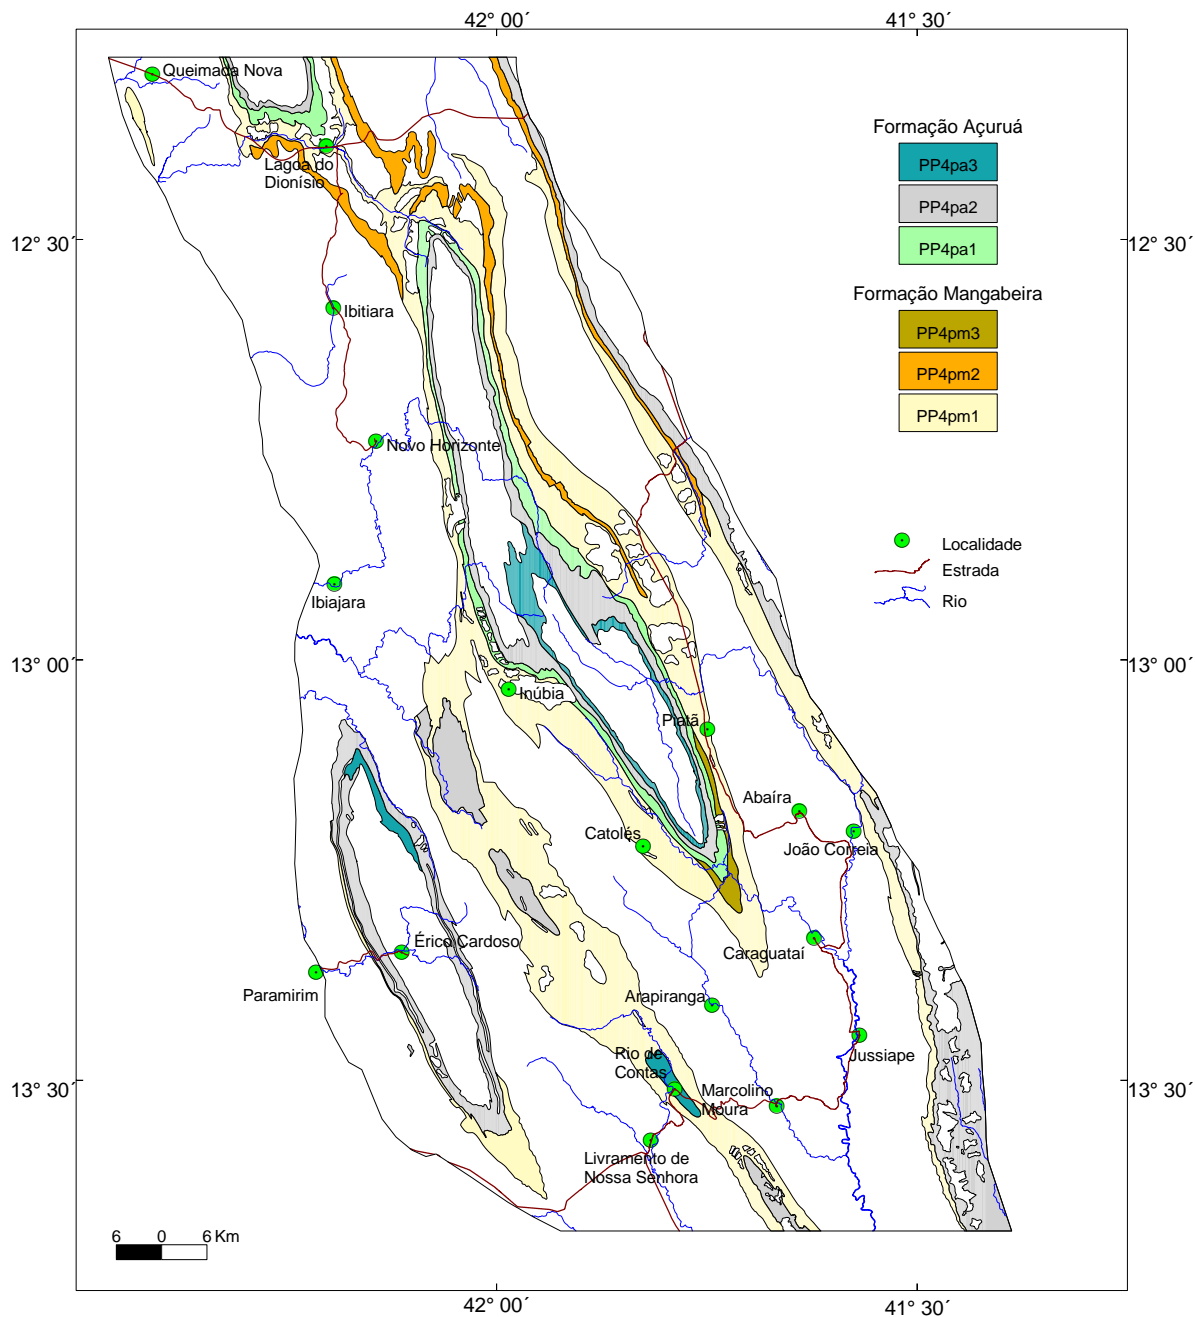 42° 00´
41° 30´
Queimada Nova
Formação Açuruá
PP4pa3
Lagoa do
Dionísio
PP4pa2
12° 30´
12° 30´
PP4pa1
Formação Mangabeira
Ibitiara
PP4pm3
PP4pm2
PP4pm1
Novo Horizonte
Localidade
Estrada
Ibiajara
Rio
13° 00´
13° 00´
Inúbia
Piatã
Abaíra
Catolés
João Correia
Érico Cardoso
Caraguataí
Paramirim
Arapiranga
Rio de
Contas
Jussiape
13° 30´
13° 30´
Marcolino
Moura
Livramento de
Nossa Senhora
6 0 6 Km
42° 00´
41° 30´